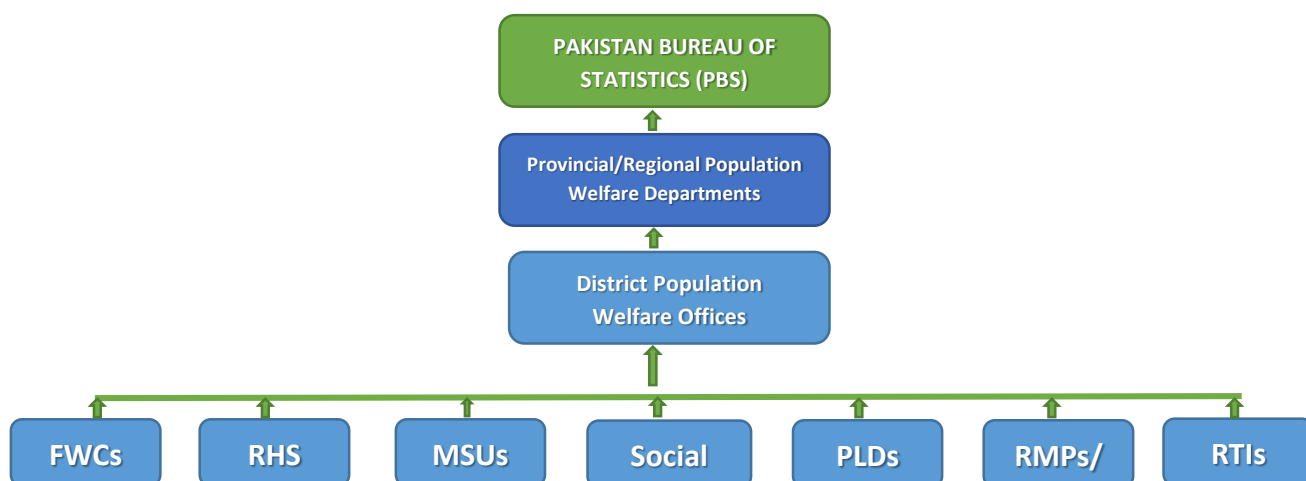 PAKISTAN BUREAU OF
STATISTICS (PBS)
Provincial/Regional Population
Welfare Departments
District Population
Welfare Offices
FWCs
RHS
MSUs
Social
PLDs
RMPs/
RTIs